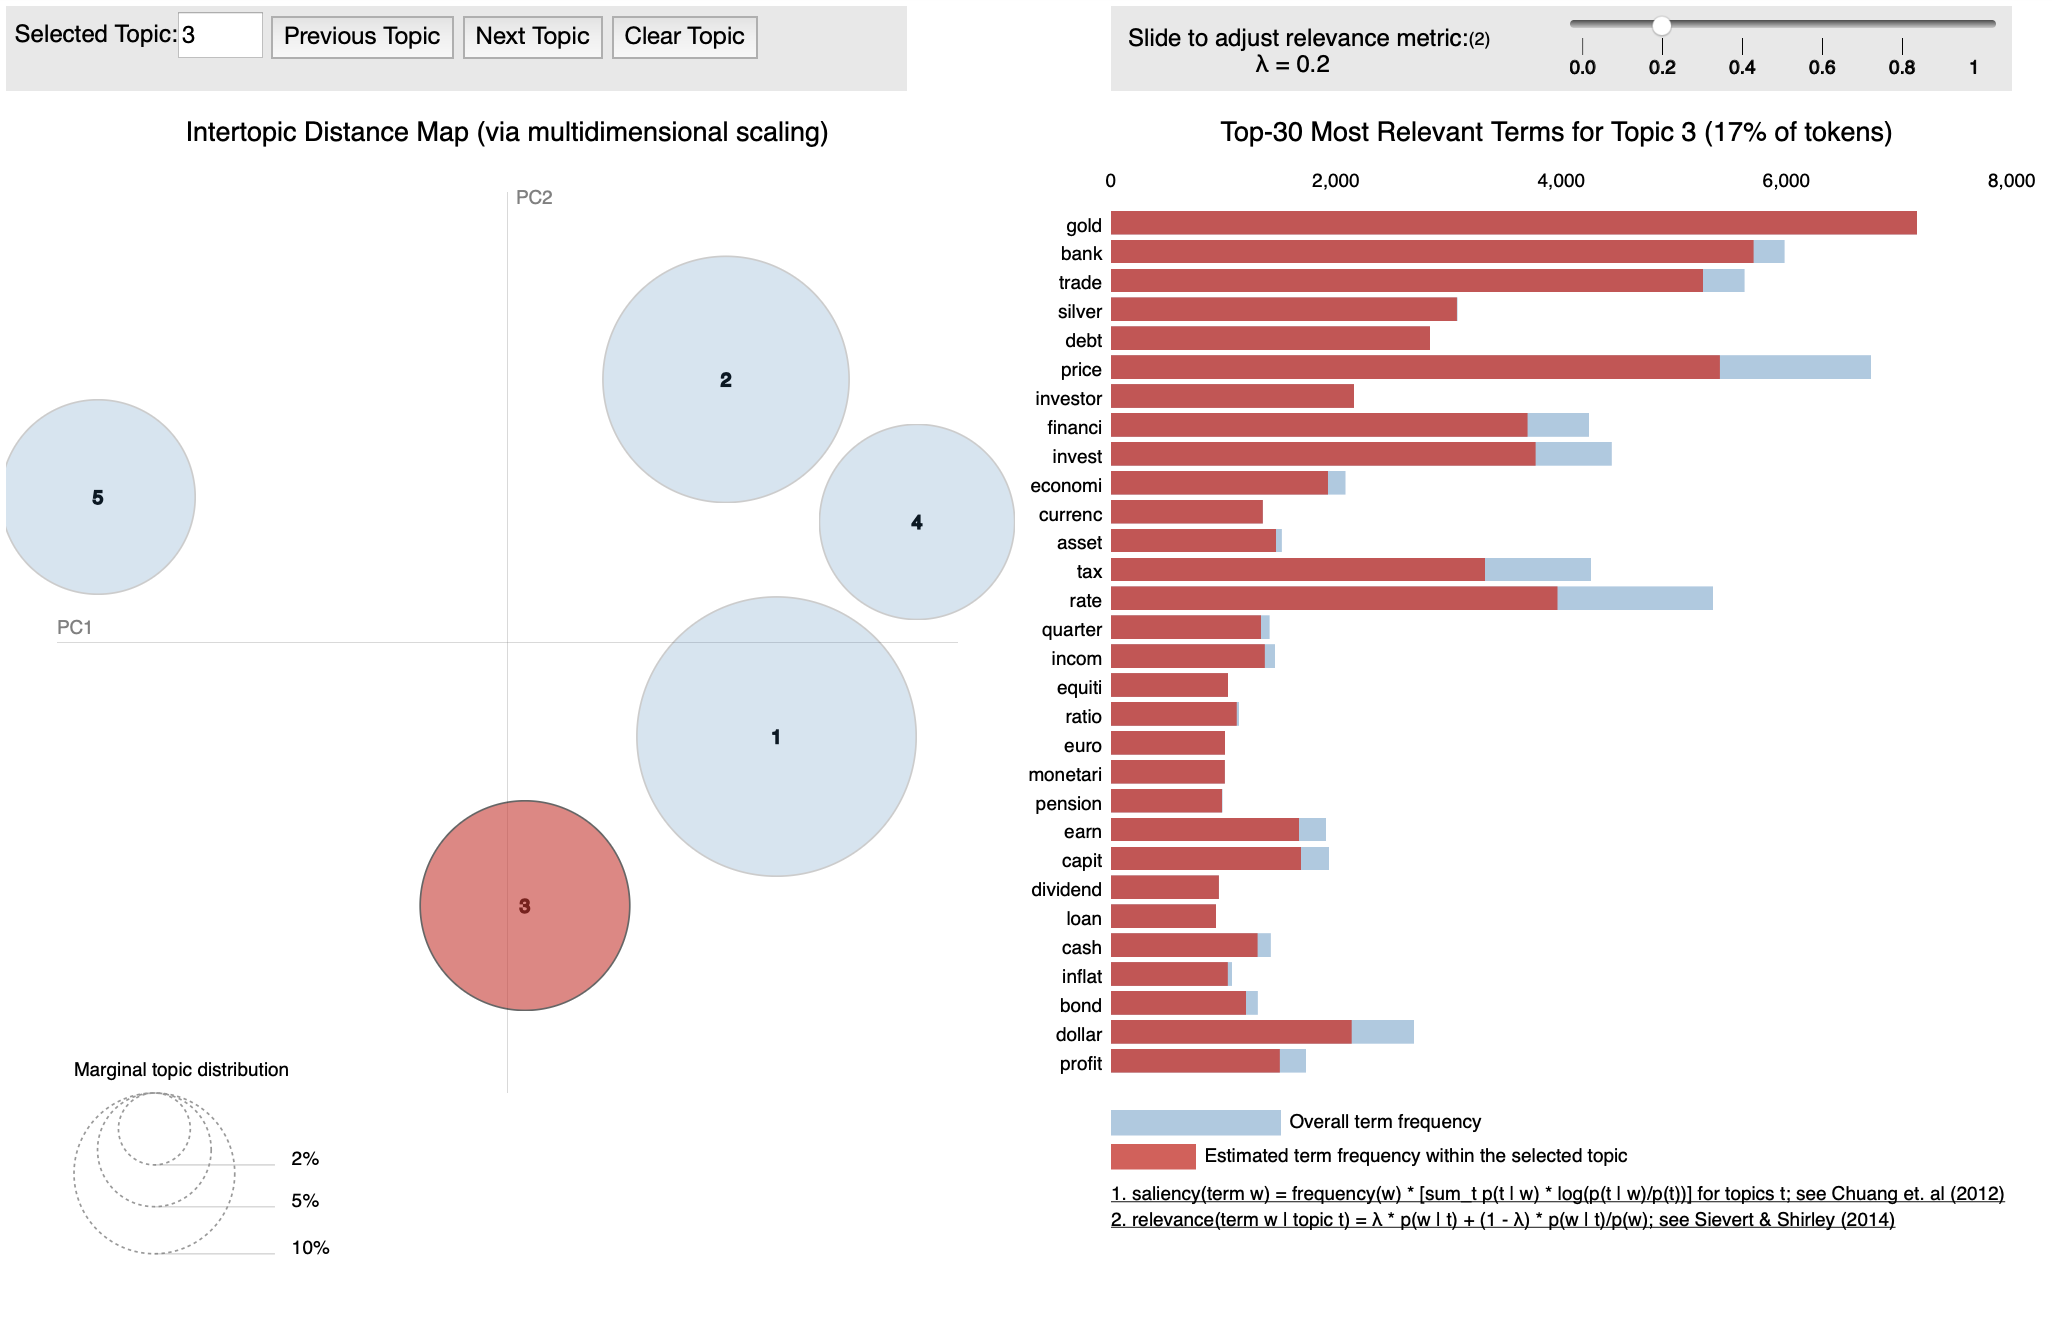 Selected Topic: 3 Previous Topic Next Topic Clear Topic
Slide to adjust relevance metric:(2)
λ = 0.2
0.0 0.2 0.4 0.6 0.8 1
Intertopic Distance Map (via multidimensional scaling)
PC2
2
5
4
PC1
1
3
Marginal topic distribution
2%
5%
10%
Top-30 Most Relevant Terms for Topic 3 (17% of tokens)
0 2,000 4,000 6,000 8,000
gold
bank
trade
silver
debt
price
investor
financi
invest
economi
currenc
asset
tax
rate
quarter
incom
equiti
ratio
euro
monetari
pension
earn
capit
dividend
loan
cash
inflat
bond
dollar
profit
Overall term frequency
Estimated term frequency within the selected topic
1. saliency(term w) = frequency(w) * [sum_t p(t | w) * log(p(t | w)/p(t))] for topics t; see Chuang et. al (2012)
2. relevance(term w | topic t) = λ * p(w | t) + (1 - λ) * p(w | t)/p(w); see Sievert & Shirley (2014)